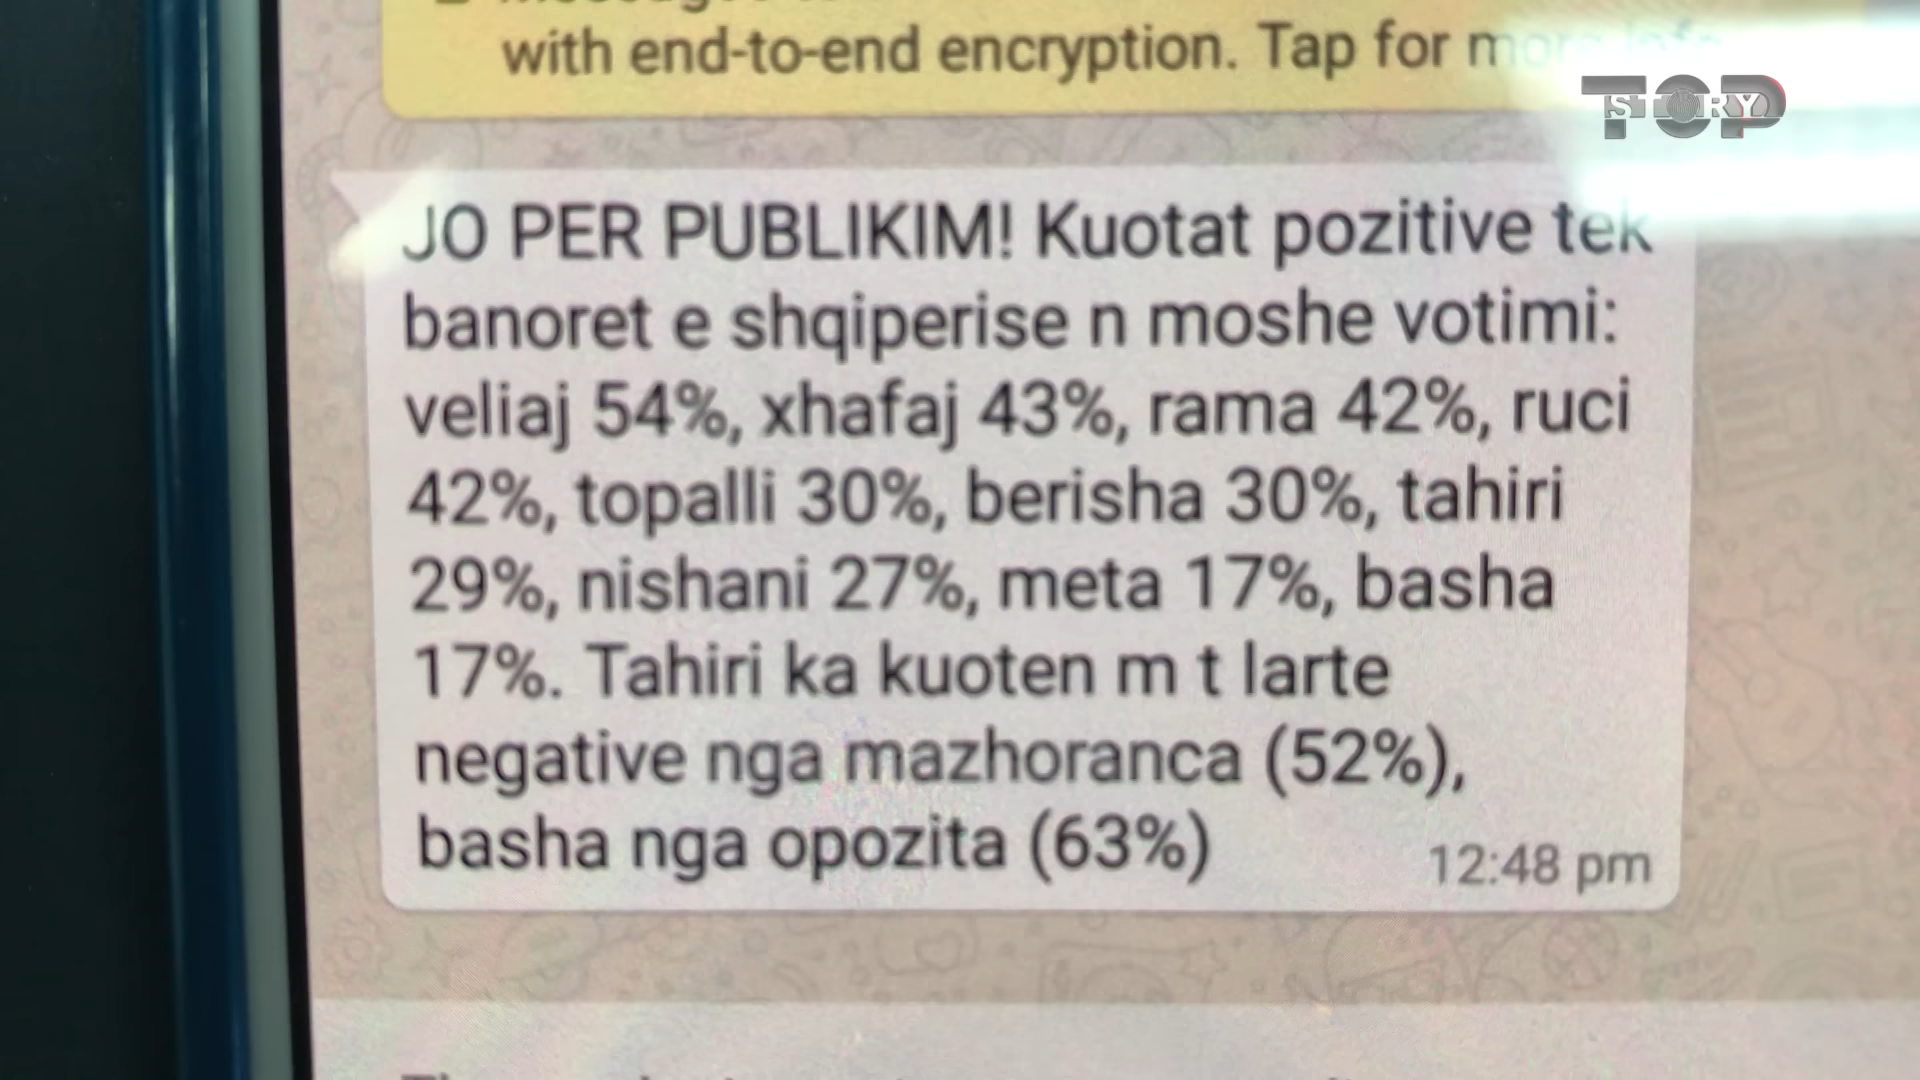 with end-to-end encryption. Tap for more info.
TOP STORY
JO PER PUBLIKIM! Kuotat pozitive tek
banoret e shqiperise n moshe votimi:
veliaj 54%, xhafaj 43%, rama 42%, ruci
42%, topalli 30%, berisha 30%, tahiri
29%, nishani 27%, meta 17%, basha
17%. Tahiri ka kuoten m t larte
negative nga mazhoranca (52%),
basha nga opozita (63%)
12:48 pm